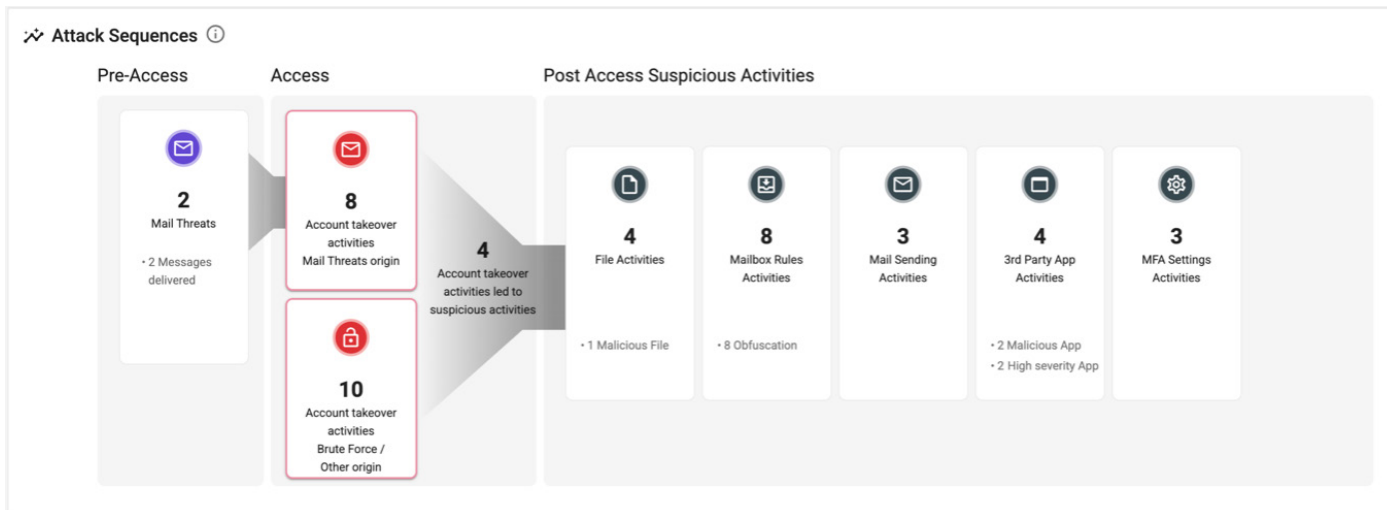 Attack Sequences
Pre-Access
Access
Post Access Suspicious Activities
2
Mail Threats
• 2 Messages
delivered
8
Account takeover
activities
Mail Threats origin
10
Account takeover
activities
Brute Force /
Other origin
4
Account takeover
activities led to
suspicious activities
4
File Activities
• 1 Malicious File
8
Mailbox Rules
Activities
• 8 Obfuscation
3
Mail Sending
Activities
4
3rd Party App
Activities
• 2 Malicious App
• 2 High severity App
3
MFA Settings
Activities